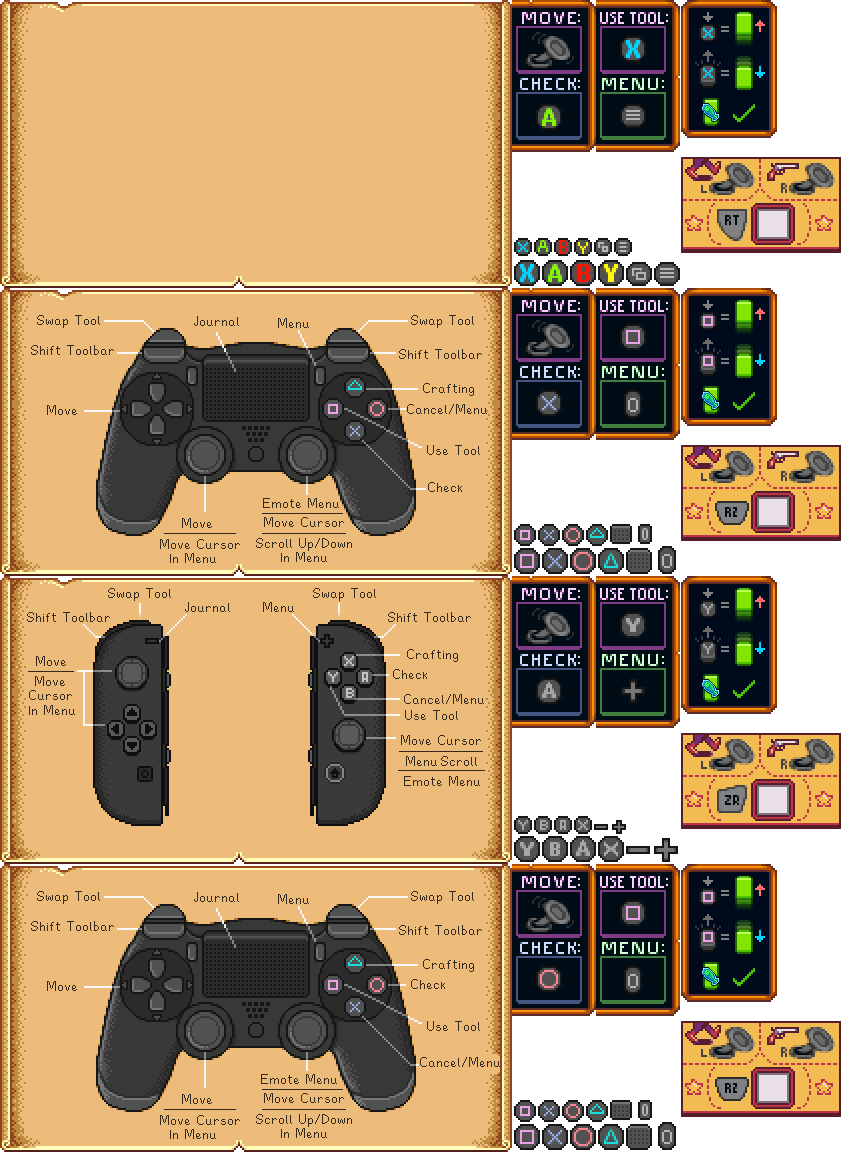 MOVE: USE TOOL:
X
CHECK: MENU:
A
X =
X =
L R
RT
X A B Y
X A B Y
Swap Tool Journal Menu Swap Tool
Shift Toolbar Shift Toolbar
Crafting
Move Cancel/Menu
Use Tool
Check
Move
Move Cursor
In Menu
Emote Menu
Move Cursor
Scroll Up/Down
In Menu
MOVE: USE TOOL:
CHECK: MENU:
=
=
L R
R2
Swap Tool Swap Tool
Shift Toolbar Journal Menu Shift Toolbar
Move
Move
Cursor
In Menu
X
Y A
B
Crafting
Check
Cancel/Menu
Use Tool
Move Cursor
Menu Scroll
Emote Menu
MOVE: USE TOOL:
Y
CHECK: MENU:
A +
Y =
Y =
L R
ZR
Y B A X − +
Y B A X − +
Swap Tool Journal Menu Swap Tool
Shift Toolbar Shift Toolbar
Crafting
Move Check
Use Tool
Cancel/Menu
Move
Move Cursor
In Menu
Emote Menu
Move Cursor
Scroll Up/Down
In Menu
MOVE: USE TOOL:
CHECK: MENU:
=
=
L R
R2